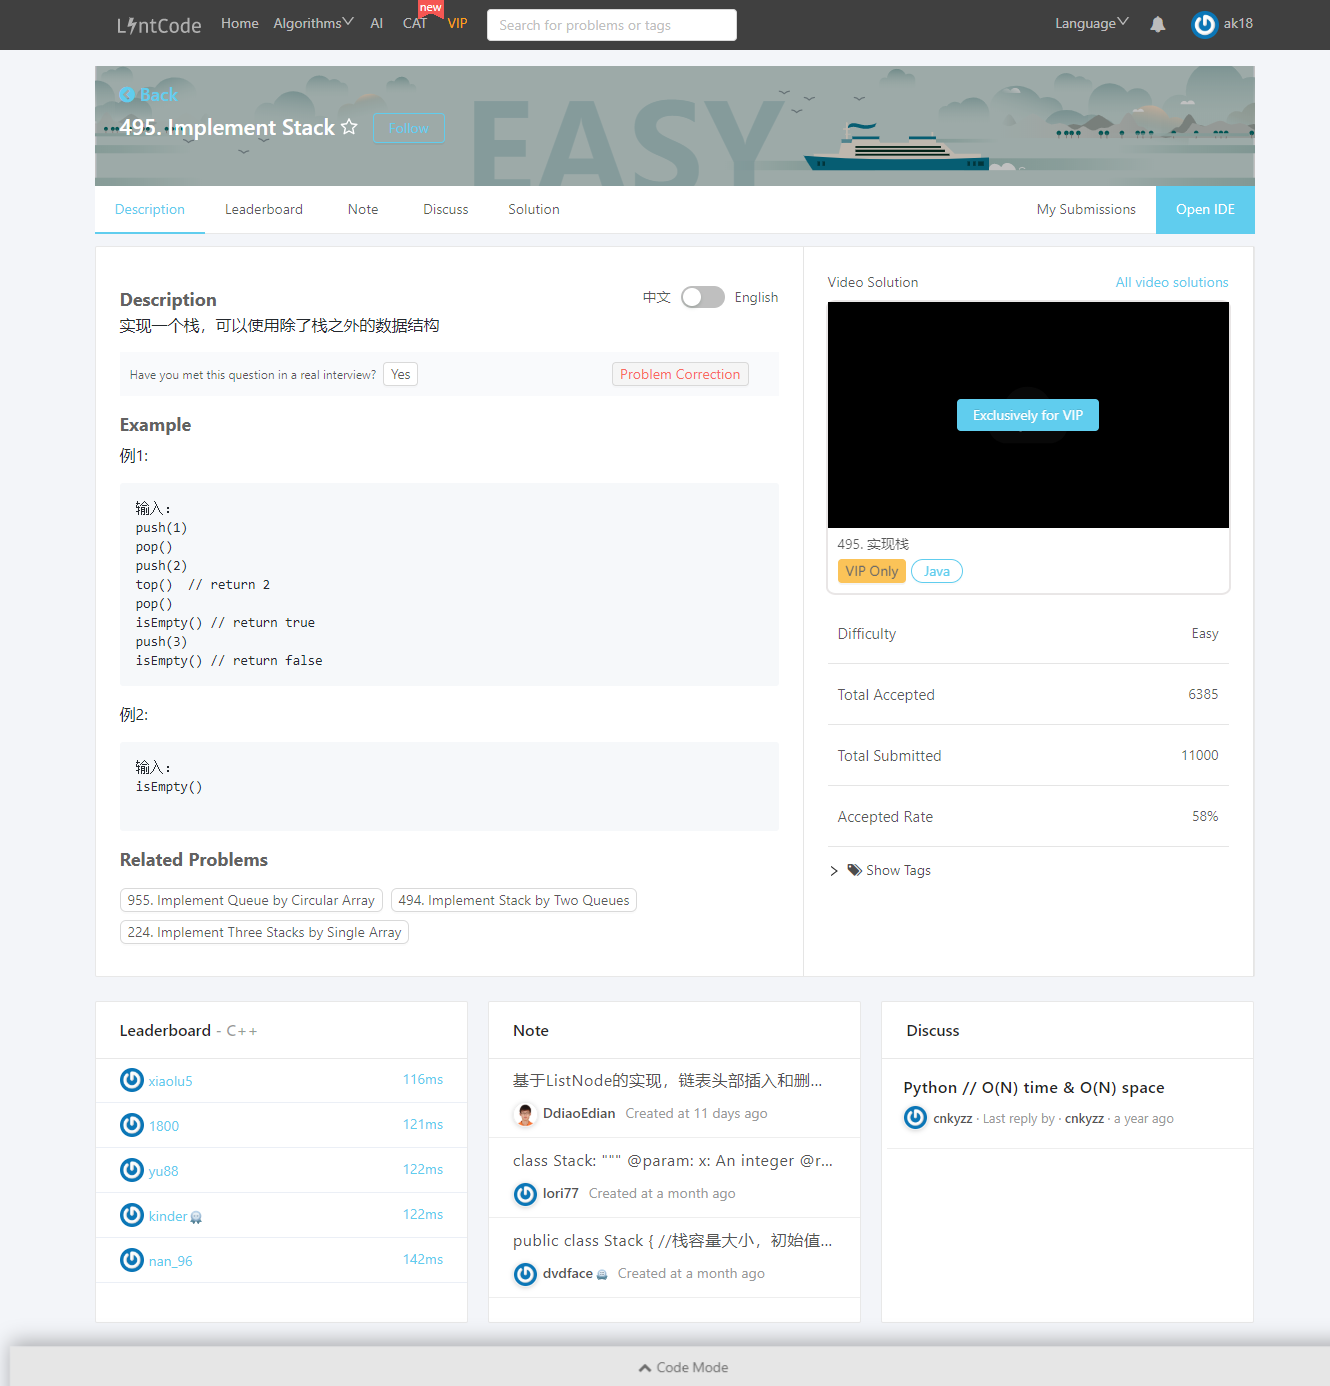 LintCode
Home
Algorithms
AI
CAT
new
VIP
Search for problems or tags
Language
ak18
EASY
Back
495. Implement Stack
Follow
Description
Leaderboard
Note
Discuss
Solution
My Submissions
Open IDE
Description
中文
English
实现一个栈，可以使用除了栈之外的数据结构
Have you met this question in a real interview?
Yes
Problem Correction
Example
例1:
输入：
push(1)
pop()
push(2)
top()  // return 2
pop()
isEmpty() // return true
push(3)
isEmpty() // return false
例2:
输入：
isEmpty()
Related Problems
955. Implement Queue by Circular Array
494. Implement Stack by Two Queues
224. Implement Three Stacks by Single Array
Video Solution
All video solutions
Exclusively for VIP
495. 实现栈
VIP Only
Java
Difficulty
Easy
Total Accepted
6385
Total Submitted
11000
Accepted Rate
58%
Show Tags
Leaderboard - C++
xiaolu5
116ms
1800
121ms
yu88
122ms
kinder
122ms
nan_96
142ms
Note
基于ListNode的实现，链表头部插入和删...
DdiaoEdian Created at 11 days ago
class Stack: """ @param: x: An integer @r...
lori77 Created at a month ago
public class Stack { //栈容量大小，初始值...
dvdface Created at a month ago
Discuss
Python // O(N) time & O(N) space
cnkyzz · Last reply by · cnkyzz · a year ago
Code Mode